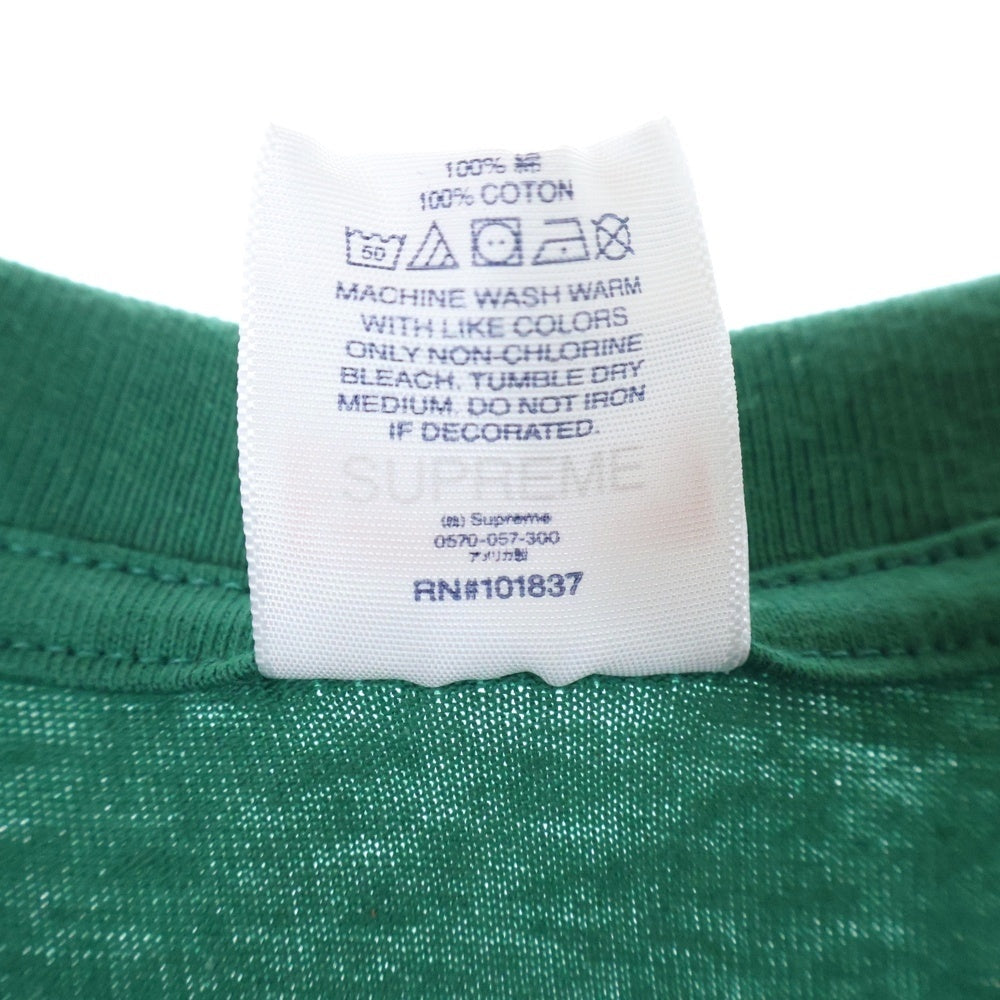 100% 綿
100% COTON
50
MACHINE WASH WARM
WITH LIKE COLORS
ONLY NON-CHLORINE
BLEACH. TUMBLE DRY
MEDIUM. DO NOT IRON
IF DECORATED.
SUPREME
(株) Supreme
0570-057-300
アメリカ製
RN#101837